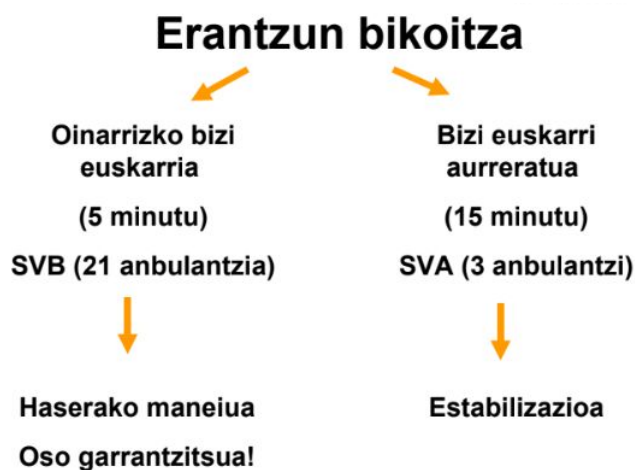 Erantzun bikoitza
Oinarrizko bizi
euskarria
(5 minutu)
SVB (21 anbulantzia)
Haserako maneiua
Oso garrantzitsua!
Bizi euskarri
aurreratua
(15 minutu)
SVA (3 anbulantzi)
Estabilizazioa